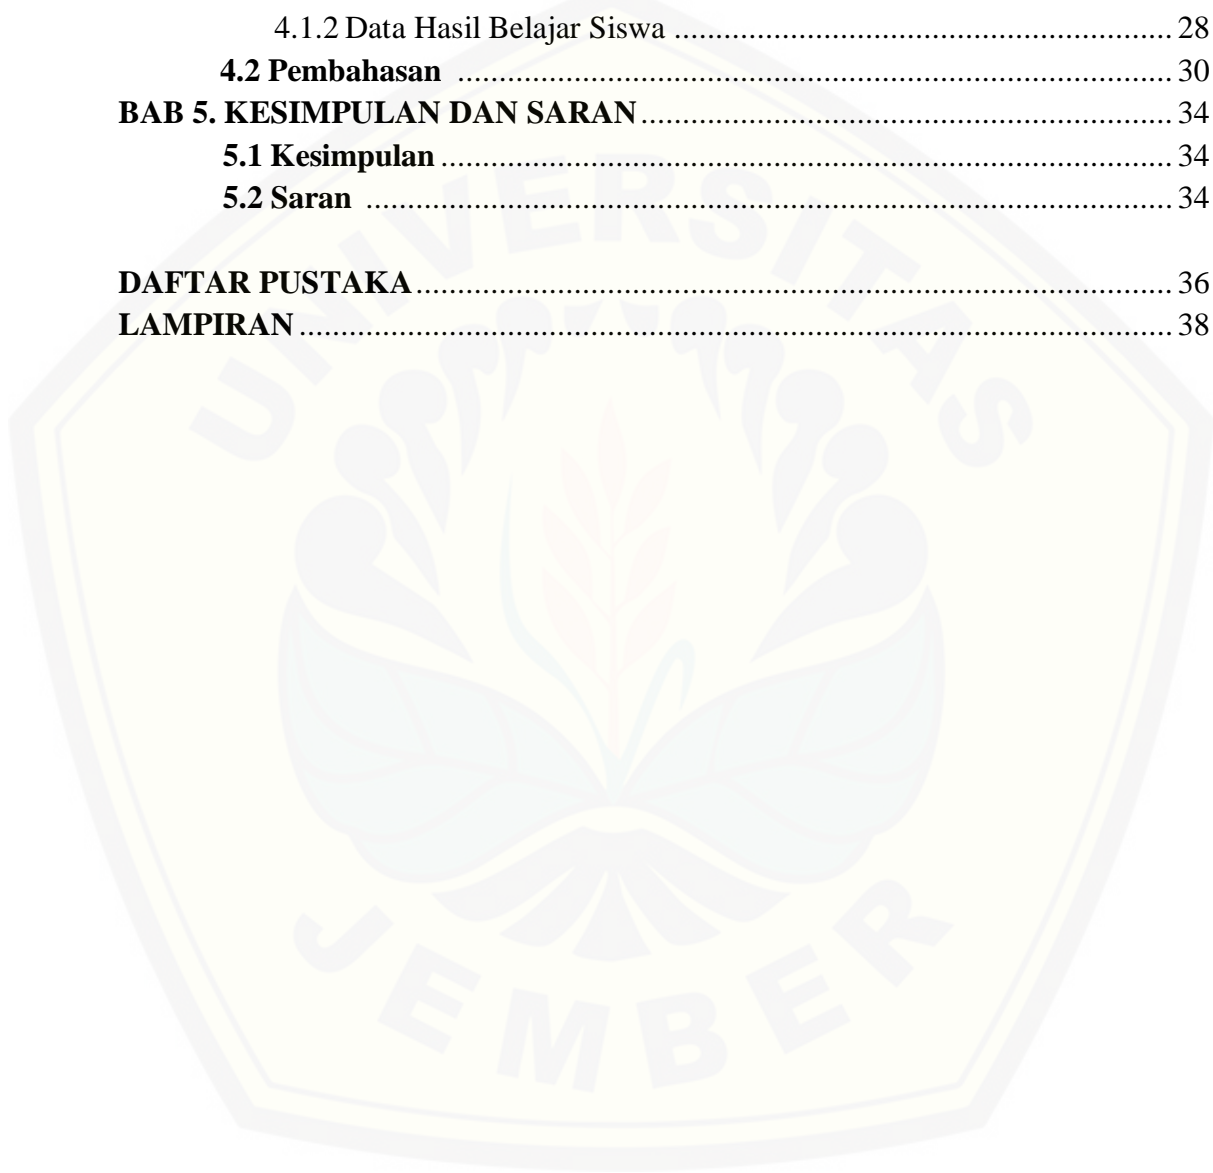 4.1.2 Data Hasil Belajar Siswa ........................................................... 28
4.2 Pembahasan ..................................................................................... 30
BAB 5. KESIMPULAN DAN SARAN ................................................................ 34
5.1 Kesimpulan ........................................................................................ 34
5.2 Saran ................................................................................................ 34
DAFTAR PUSTAKA ........................................................................................... 36
LAMPIRAN ......................................................................................................... 38
UNIVERSITAS
JEMBER